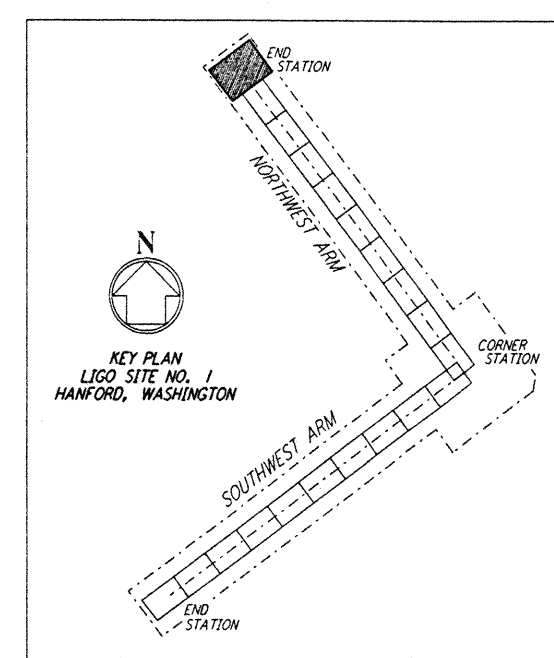 END
STATION
NORTHWEST ARM
N
KEY PLAN
LIGO SITE NO. 1
HANFORD, WASHINGTON
CORNER
STATION
SOUTHWEST ARM
END
STATION